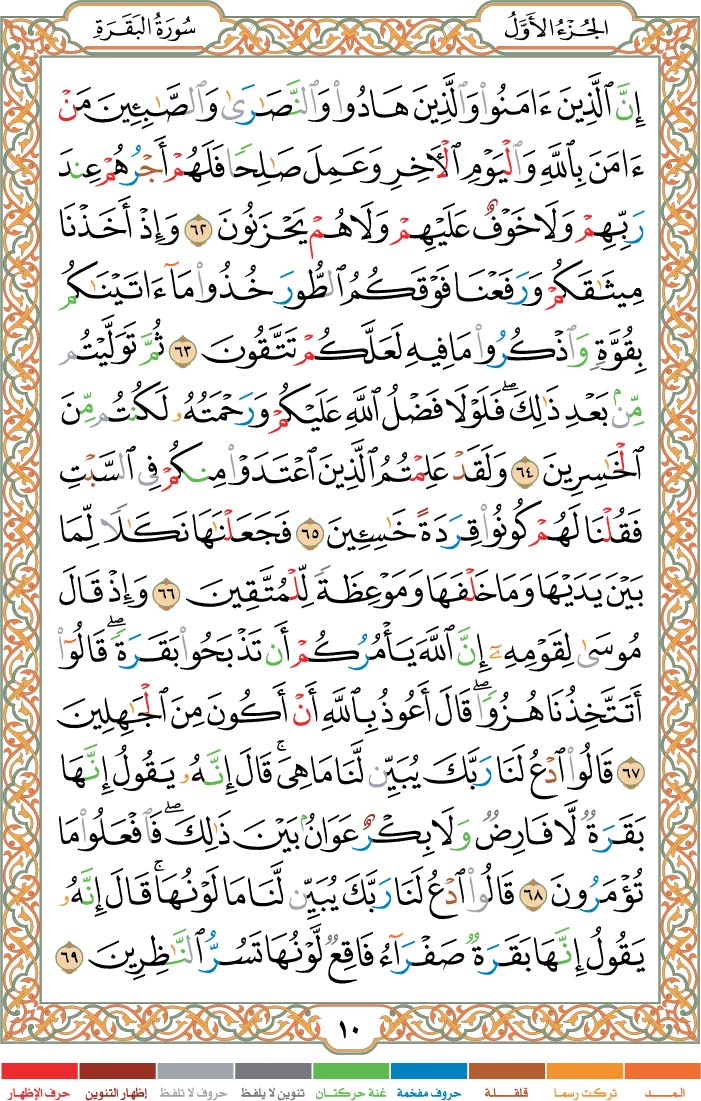 الجُزْءُ الأَوَّلُ
سُورَةُ البَقَرَةِ
إِنَّ ٱلَّذِينَ ءَامَنُوا۟ وَٱلَّذِينَ هَادُوا۟ وَٱلنَّصَـٰرَىٰ وَٱلصَّـٰبِـِٔينَ مَنْ
ءَامَنَ بِٱللَّهِ وَٱلْيَوْمِ ٱلْـَٔاخِرِ وَعَمِلَ صَـٰلِحًا فَلَهُمْ أَجْرُهُمْ عِندَ
رَبِّهِمْ وَلَا خَوْفٌ عَلَيْهِمْ وَلَا هُمْ يَحْزَنُونَ ٦٢ وَإِذْ أَخَذْنَا
مِيثَـٰقَكُمْ وَرَفَعْنَا فَوْقَكُمُ ٱلطُّورَ خُذُوا۟ مَآ ءَاتَيْنَـٰكُم
بِقُوَّةٍ وَٱذْكُرُوا۟ مَا فِيهِ لَعَلَّكُمْ تَتَّقُونَ ٦٣ ثُمَّ تَوَلَّيْتُم
مِّنۢ بَعْدِ ذَٰلِكَ ۖ فَلَوْلَا فَضْلُ ٱللَّهِ عَلَيْكُمْ وَرَحْمَتُهُۥ لَكُنتُم مِّنَ
ٱلْخَـٰسِرِينَ ٦٤ وَلَقَدْ عَلِمْتُمُ ٱلَّذِينَ ٱعْتَدَوْا۟ مِنكُمْ فِى ٱلسَّبْتِ
فَقُلْنَا لَهُمْ كُونُوا۟ قِرَدَةً خَـٰسِـِٔينَ ٦٥ فَجَعَلْنَـٰهَا نَكَـٰلًا لِّمَا
بَيْنَ يَدَيْهَا وَمَا خَلْفَهَا وَمَوْعِظَةً لِّلْمُتَّقِينَ ٦٦ وَإِذْ قَالَ
مُوسَىٰ لِقَوْمِهِۦٓ إِنَّ ٱللَّهَ يَأْمُرُكُمْ أَن تَذْبَحُوا۟ بَقَرَةً ۖ قَالُوٓا۟
أَتَتَّخِذُنَا هُزُوًا ۖ قَالَ أَعُوذُ بِٱللَّهِ أَنْ أَكُونَ مِنَ ٱلْجَـٰهِلِينَ
٦٧ قَالُوا۟ ٱدْعُ لَنَا رَبَّكَ يُبَيِّن لَّنَا مَا هِىَ ۚ قَالَ إِنَّهُۥ يَقُولُ إِنَّهَا
بَقَرَةٌ لَّا فَارِضٌ وَلَا بِكْرٌ عَوَانٌۢ بَيْنَ ذَٰلِكَ ۖ فَٱفْعَلُوا۟ مَا
تُؤْمَرُونَ ٦٨ قَالُوا۟ ٱدْعُ لَنَا رَبَّكَ يُبَيِّن لَّنَا مَا لَوْنُهَا ۚ قَالَ إِنَّهُۥ
يَقُولُ إِنَّهَا بَقَرَةٌ صَفْرَآءُ فَاقِعٌ لَّوْنُهَا تَسُرُّ ٱلنَّـٰظِرِينَ ٦٩
١٠
المـــد تركت رسما قلقـلة حروف مفخمة غنة حركتان تنوين لا يلفظ حروف لا تلفظ إظهار التنوين حرف الإظهار